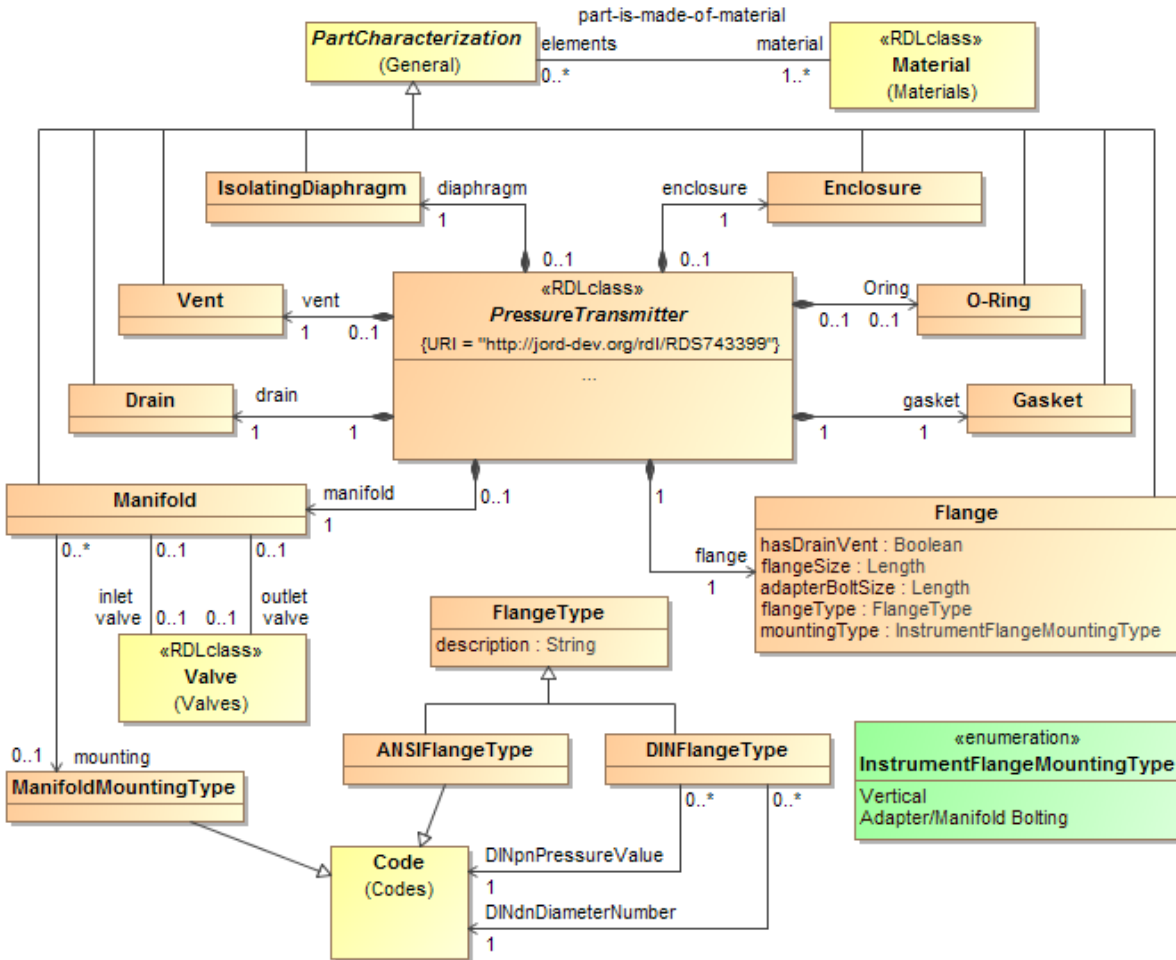 part-is-made-of-material
PartCharacterization
(General)
elements
0..*
material
1..*
«RDLclass»
Material
(Materials)
IsolatingDiaphragm
diaphragm
1
0..1
enclosure
1
0..1
Enclosure
Vent
vent
1
0..1
«RDLclass»
PressureTransmitter
{URI = "http://jord-dev.org/rdl/RDS743399"}
...
Oring
0..1
0..1
O-Ring
Drain
drain
1
1
gasket
1
1
Gasket
Manifold
manifold
1
0..1
1
flange
1
Flange
hasDrainVent : Boolean
flangeSize : Length
adapterBoltSize : Length
flangeType : FlangeType
mountingType : InstrumentFlangeMountingType
0..*
0..1
0..1
inlet
valve
0..1
0..1
outlet
valve
«RDLclass»
Valve
(Valves)
FlangeType
description : String
ANSIFlangeType
DINFlangeType
0..*
0..*
0..1
mounting
ManifoldMountingType
«enumeration»
InstrumentFlangeMountingType
Vertical
Adapter/Manifold Bolting
Code
(Codes)
DINpnPressureValue
1
DINdnDiameterNumber
1